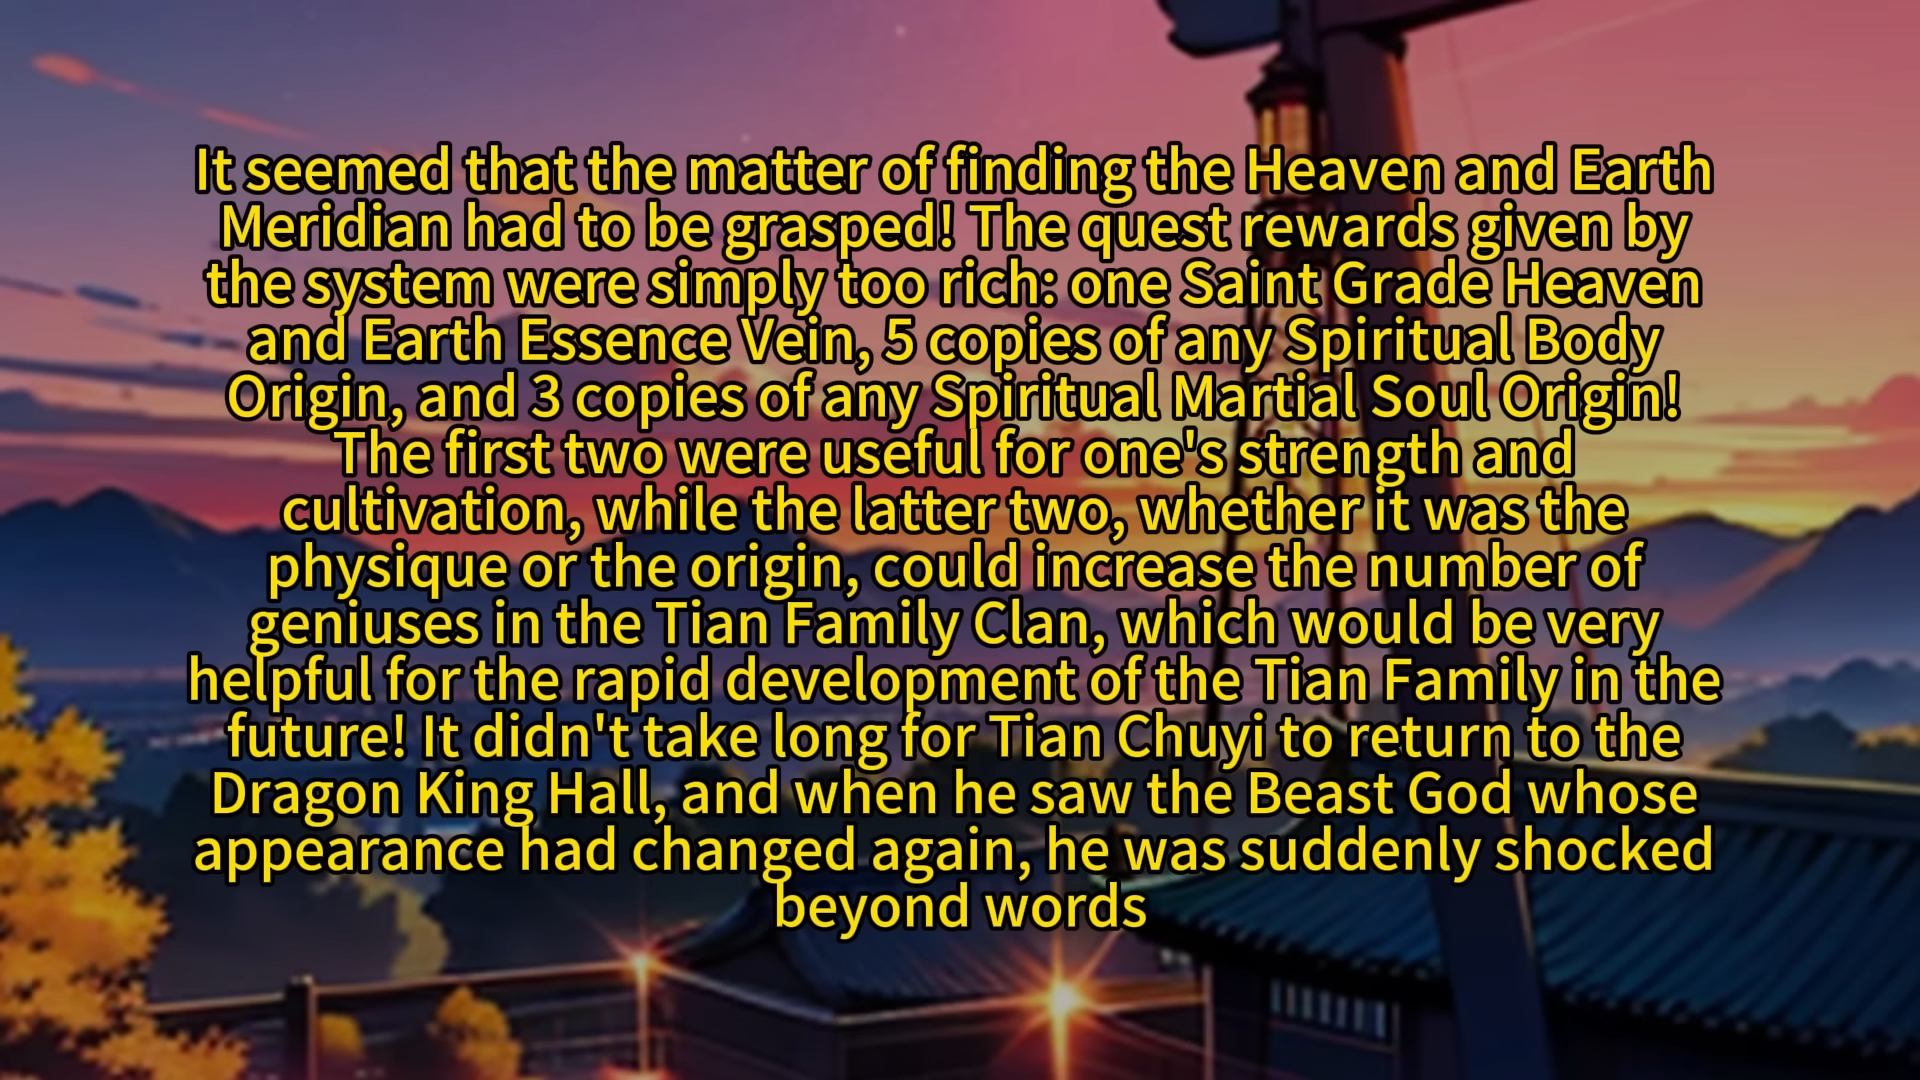 It seemed that the matter of finding the Heaven and Earth
Meridian had to be grasped! The quest rewards given by
the system were simply too rich: one Saint Grade Heaven
and Earth Essence Vein, 5 copies of any Spiritual Body
Origin, and 3 copies of any Spiritual Martial Soul Origin!
The first two were useful for one's strength and
cultivation, while the latter two, whether it was the
physique or the origin, could increase the number of
geniuses in the Tian Family Clan, which would be very
helpful for the rapid development of the Tian Family in the
future! It didn't take long for Tian Chuyi to return to the
Dragon King Hall, and when he saw the Beast God whose
appearance had changed again, he was suddenly shocked
beyond words